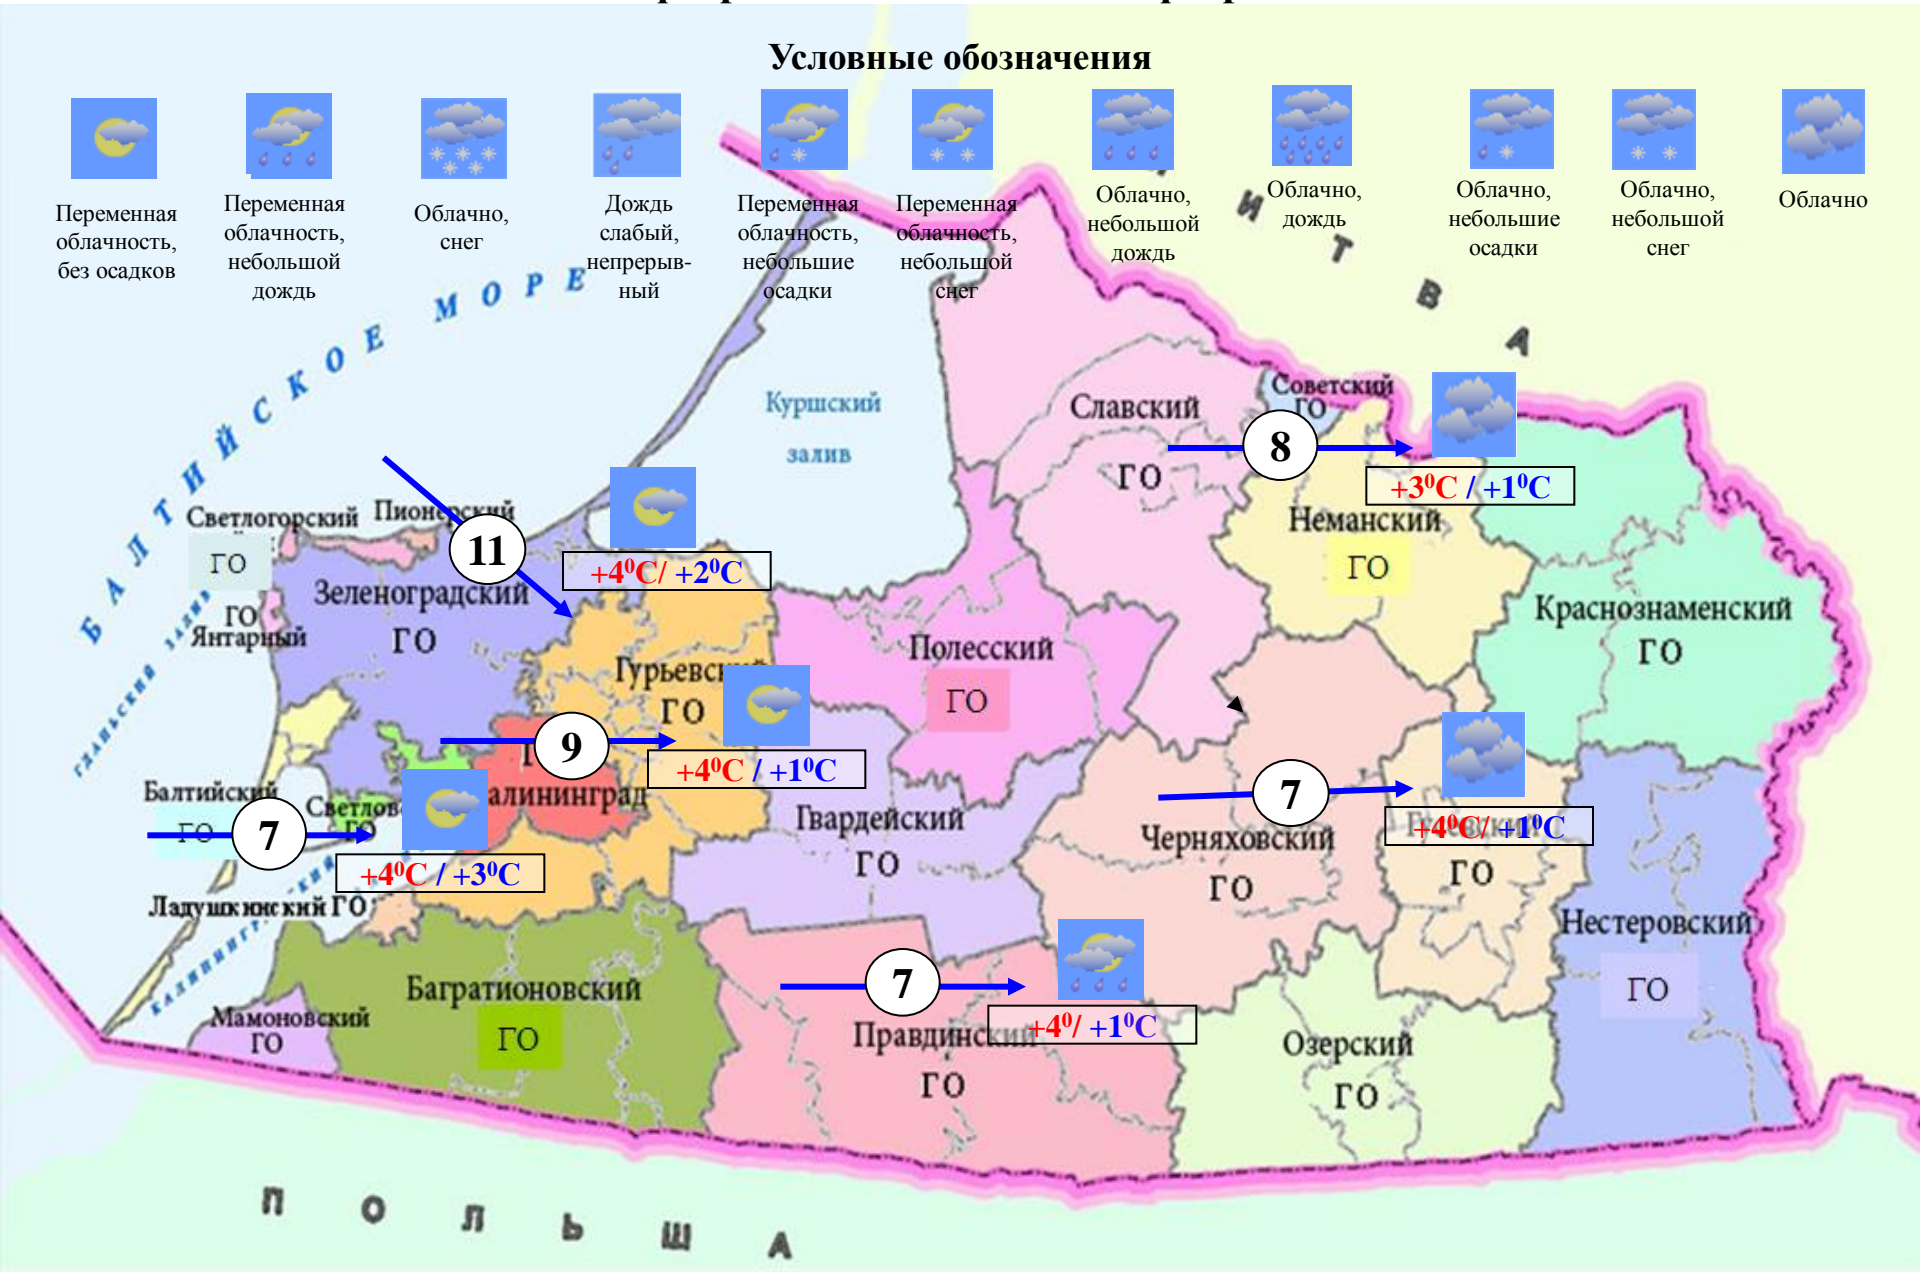 Условные обозначения
Переменная
облачность,
без осадков
Переменная
облачность,
небольшой
дождь
Облачно,
снег
Дождь
слабый,
непрерыв-
ный
Переменная
облачность,
небольшие
осадки
Переменная
облачность,
небольшой
снег
Облачно,
небольшой
дождь
Облачно,
дождь
Облачно,
небольшие
осадки
Облачно,
небольшой
снег
Облачно
ИТВА
БАЛТИЙСКОЕ МОРЕ
Куршский
залив
Славский
ГО
Советский
ГО
8
+3⁰С / +1⁰С
Неманский
ГО
Светлогорский
ГО
Пионерский
11
+4⁰С/ +2⁰С
Зеленоградский
ГО
ГО
Янтарный
Краснознаменский
ГО
Полесский
ГО
Гурьевский
ГО
9
+4⁰С / +1⁰С
алининград
Балтийский
ГО
7
Светлов
ГО
+4⁰С / +3⁰С
Гвардейский
ГО
7
+4⁰С/ +1⁰С
Черняховский
ГО
ГО
Ладушкинский ГО
Нестеровский
ГО
Багратионовский
ГО
7
+4⁰/ +1⁰С
Правдинский
ГО
Мамоновский
ГО
Озерский
ГО
ПОЛЬША